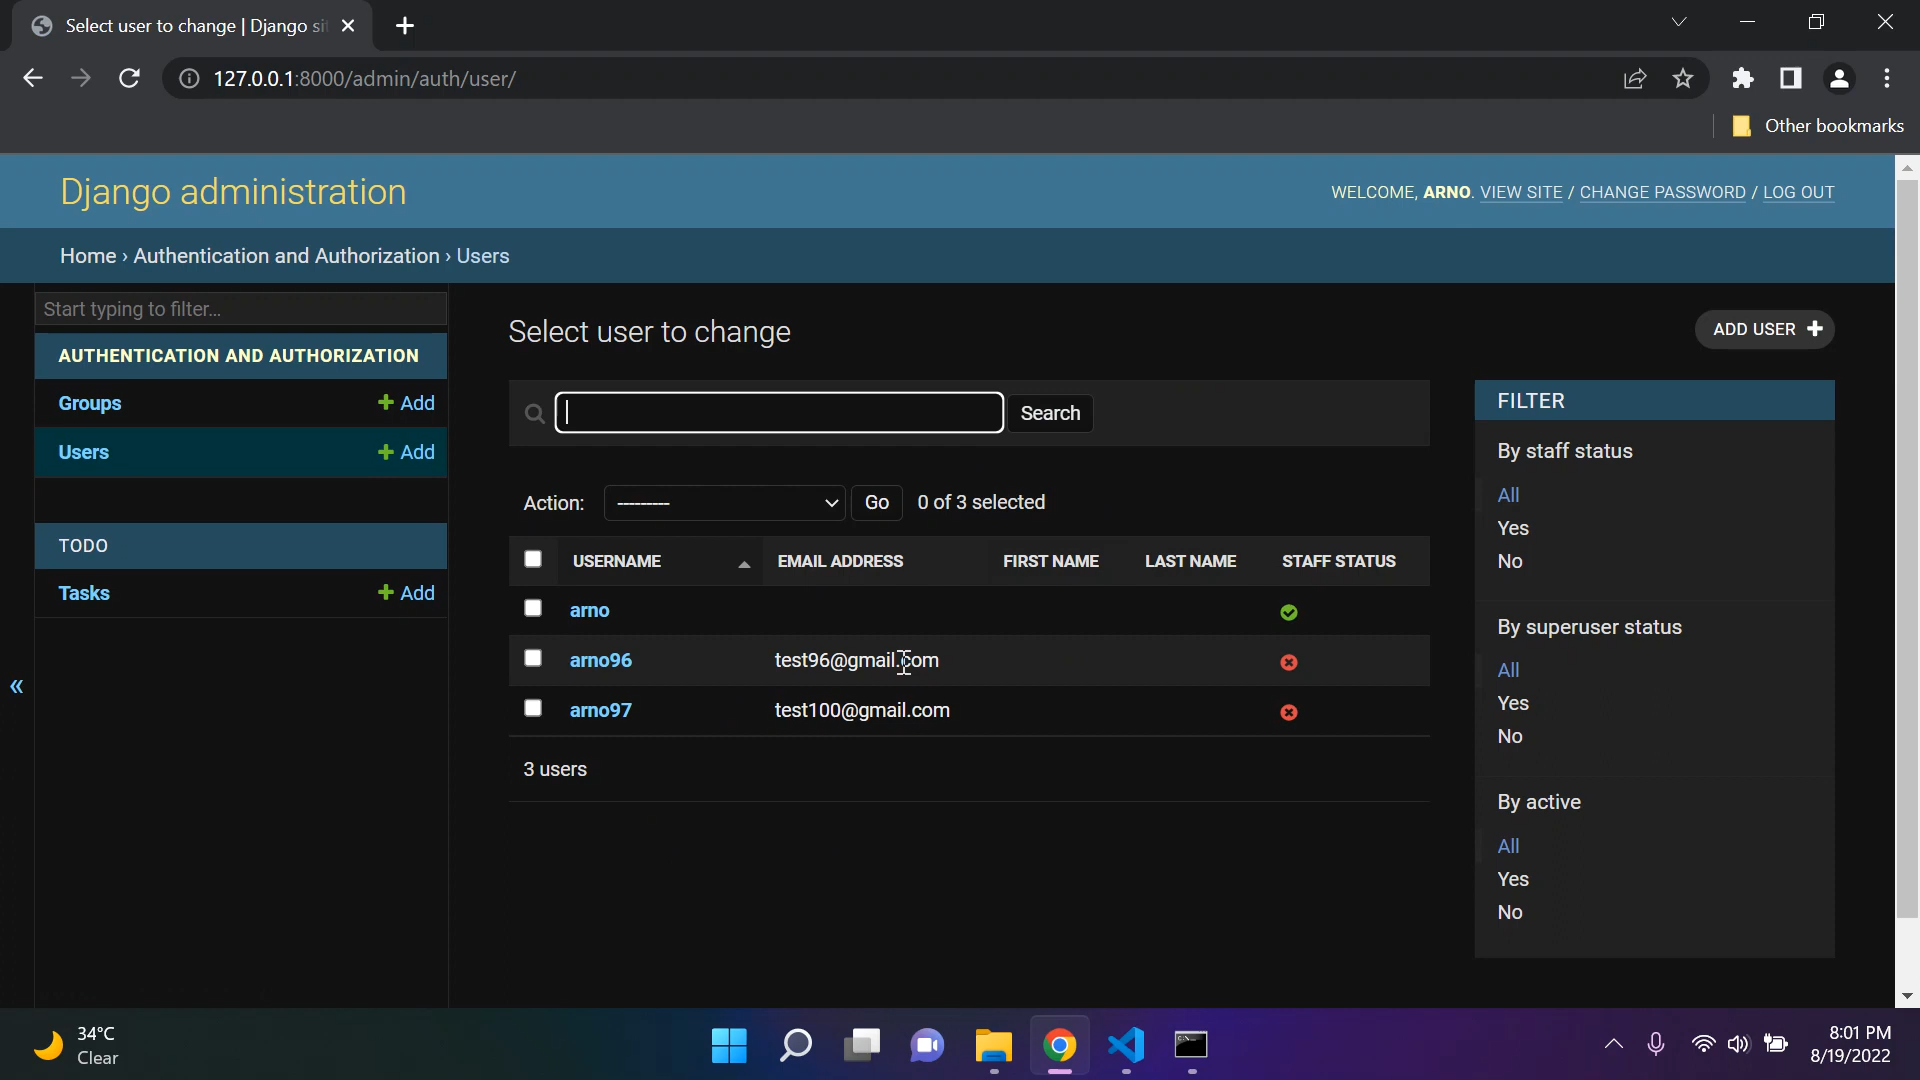 Select user to change | Django si
127.0.0.1:8000/admin/auth/user/
Other bookmarks
Django administration
WELCOME, ARNO. VIEW SITE / CHANGE PASSWORD / LOG OUT
Home › Authentication and Authorization › Users
Start typing to filter...
AUTHENTICATION AND AUTHORIZATION
Groups + Add
Users + Add
TODO
Tasks + Add
«
Select user to change
ADD USER +
Search
Action: --------- Go 0 of 3 selected
USERNAME EMAIL ADDRESS FIRST NAME LAST NAME STAFF STATUS
arno
arno96 test96@gmail.com
arno97 test100@gmail.com
3 users
FILTER
By staff status
All
Yes
No
By superuser status
All
Yes
No
By active
All
Yes
No
34°C
Clear
8:01 PM
8/19/2022